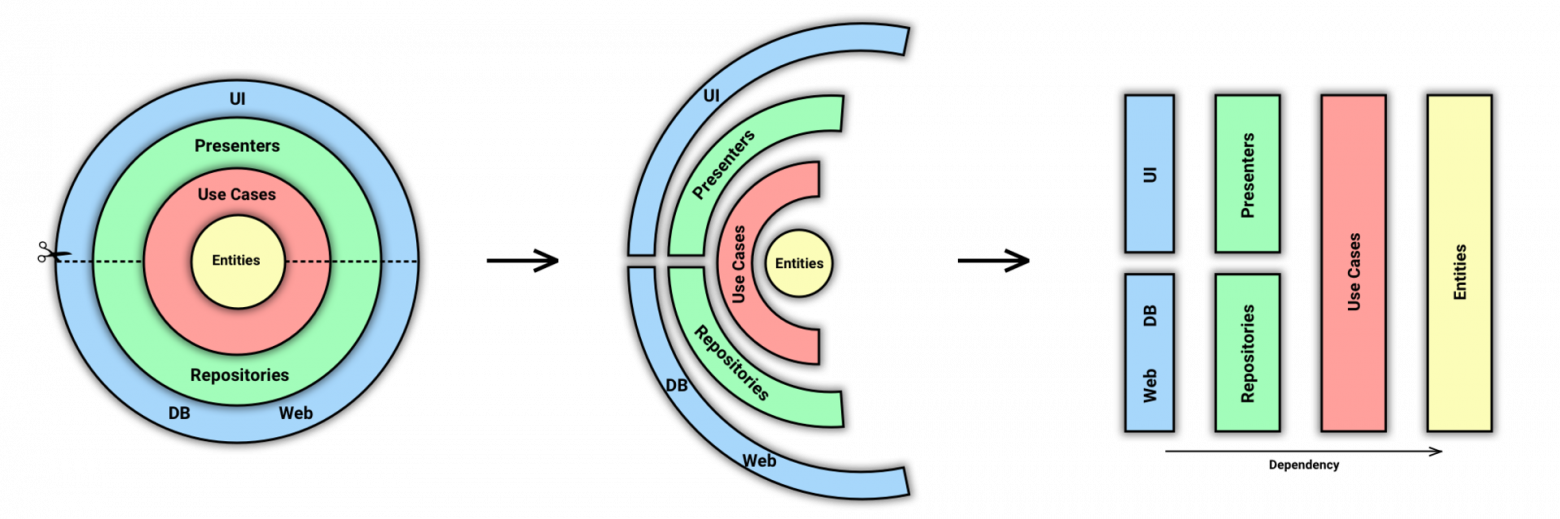 UI
Presenters
Use Cases
Entities
Repositories
DB
Web
UI
Presenters
Use Cases
Entities
Repositories
DB
Web
UI
Presenters
Use Cases
Entities
DB
Web
Repositories
Dependency